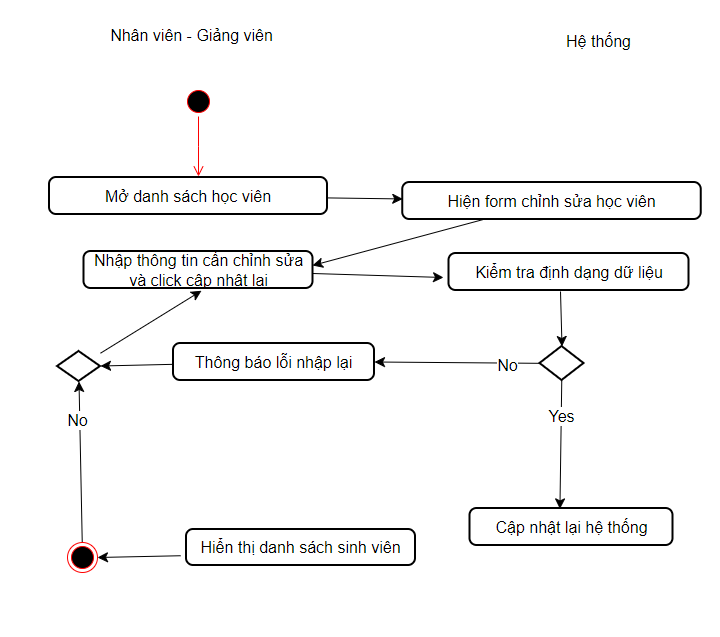 Nhân viên - Giảng viên
Hệ thống
Mở danh sách học viên
Hiện form chỉnh sửa học viên
Nhập thông tin cần chỉnh sửa
và click cập nhật lại
Kiểm tra định dạng dữ liệu
Thông báo lỗi nhập lại
No
No
Yes
Cập nhật lại hệ thống
Hiển thị danh sách sinh viên